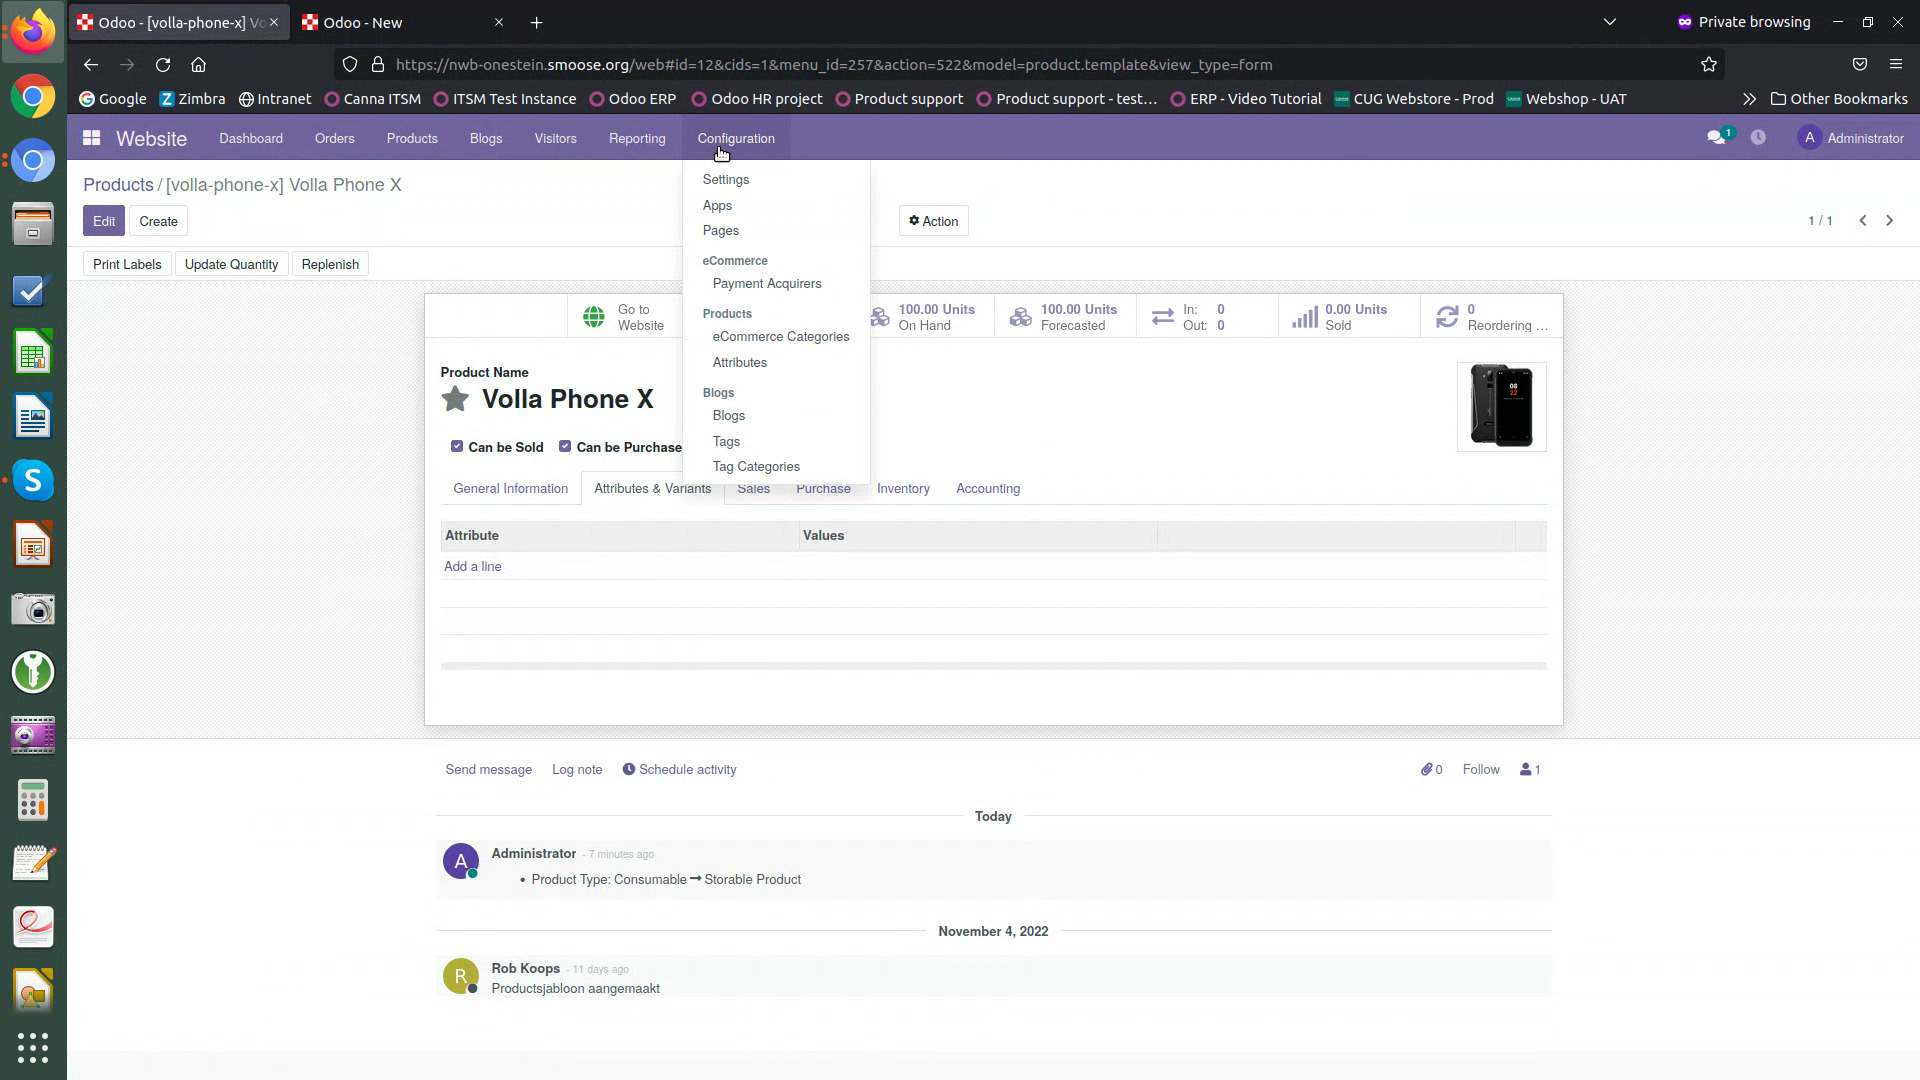 Odoo - [volla-phone-x] Vo
Odoo - New
Private browsing
https://nwb-onestein.smoose.org/web#id=12&cids=1&menu_id=257&action=522&model=product.template&view_type=form
Google
Zimbra
Intranet
Canna ITSM
ITSM Test Instance
Odoo ERP
Odoo HR project
Product support
Product support - test…
ERP - Video Tutorial
CUG Webstore - Prod
Webshop - UAT
Other Bookmarks
Website
Dashboard
Orders
Products
Blogs
Visitors
Reporting
Configuration
1
A
Administrator
Products / [volla-phone-x] Volla Phone X
Edit
Create
Action
1 / 1
Print Labels
Update Quantity
Replenish
Settings
Apps
Pages
eCommerce
Payment Acquirers
Products
eCommerce Categories
Attributes
Blogs
Blogs
Tags
Tag Categories
Go to
Website
100.00 Units
On Hand
100.00 Units
Forecasted
In: 0
Out: 0
0.00 Units
Sold
0
Reordering ...
Product Name
Volla Phone X
Can be Sold
Can be Purchase
08
22
General Information
Attributes & Variants
Sales
Purchase
Inventory
Accounting
Attribute
Values
Add a line
Send message
Log note
Schedule activity
0
Follow
1
Today
A
Administrator - 7 minutes ago
• Product Type: Consumable ➞ Storable Product
November 4, 2022
R
Rob Koops - 11 days ago
Productsjabloon aangemaakt